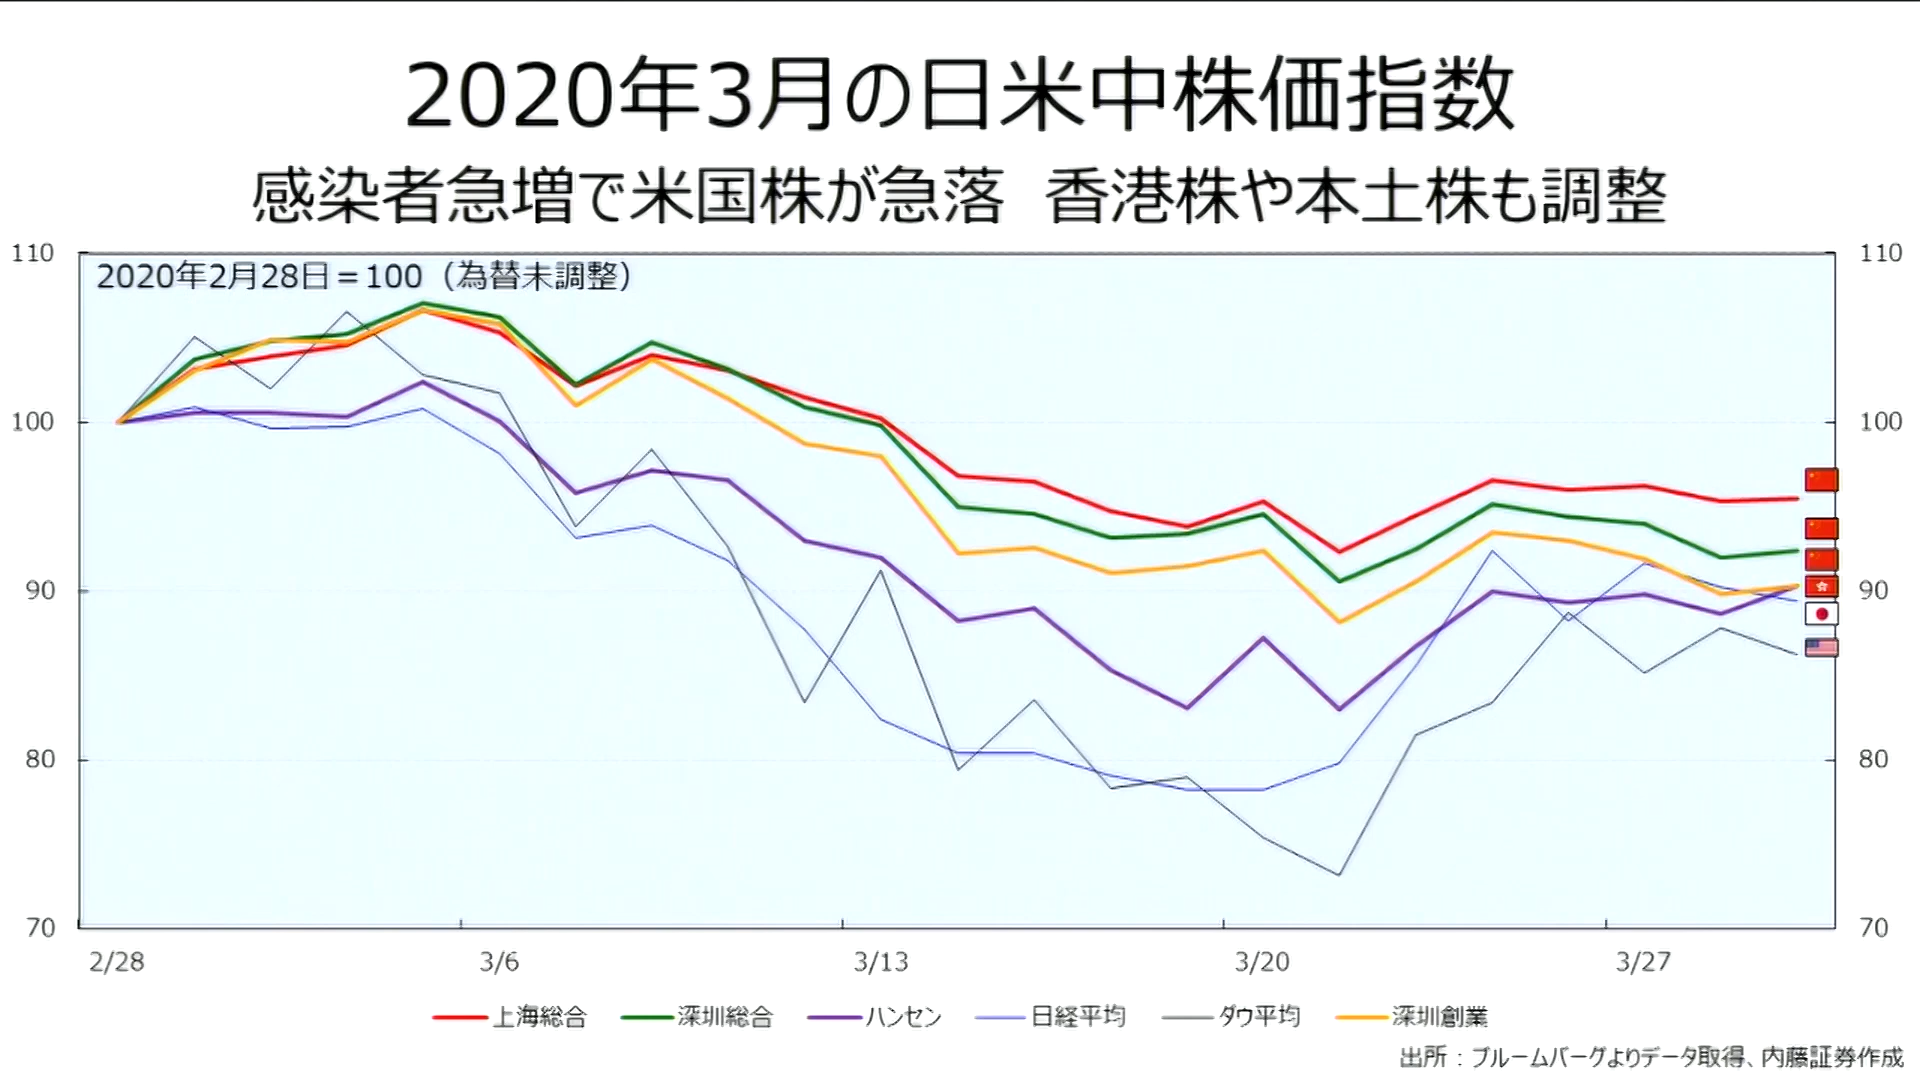 2020年3月の日米中株価指数
感染者急増で米国株が急落　香港株や本土株も調整
2020年2月28日＝100（為替未調整）
110
110
100
100
90
90
80
80
70
70
2/28
3/6
3/13
3/20
3/27
上海総合
深圳総合
ハンセン
日経平均
ダウ平均
深圳創業
出所：ブルームバーグよりデータ取得、内藤証券作成